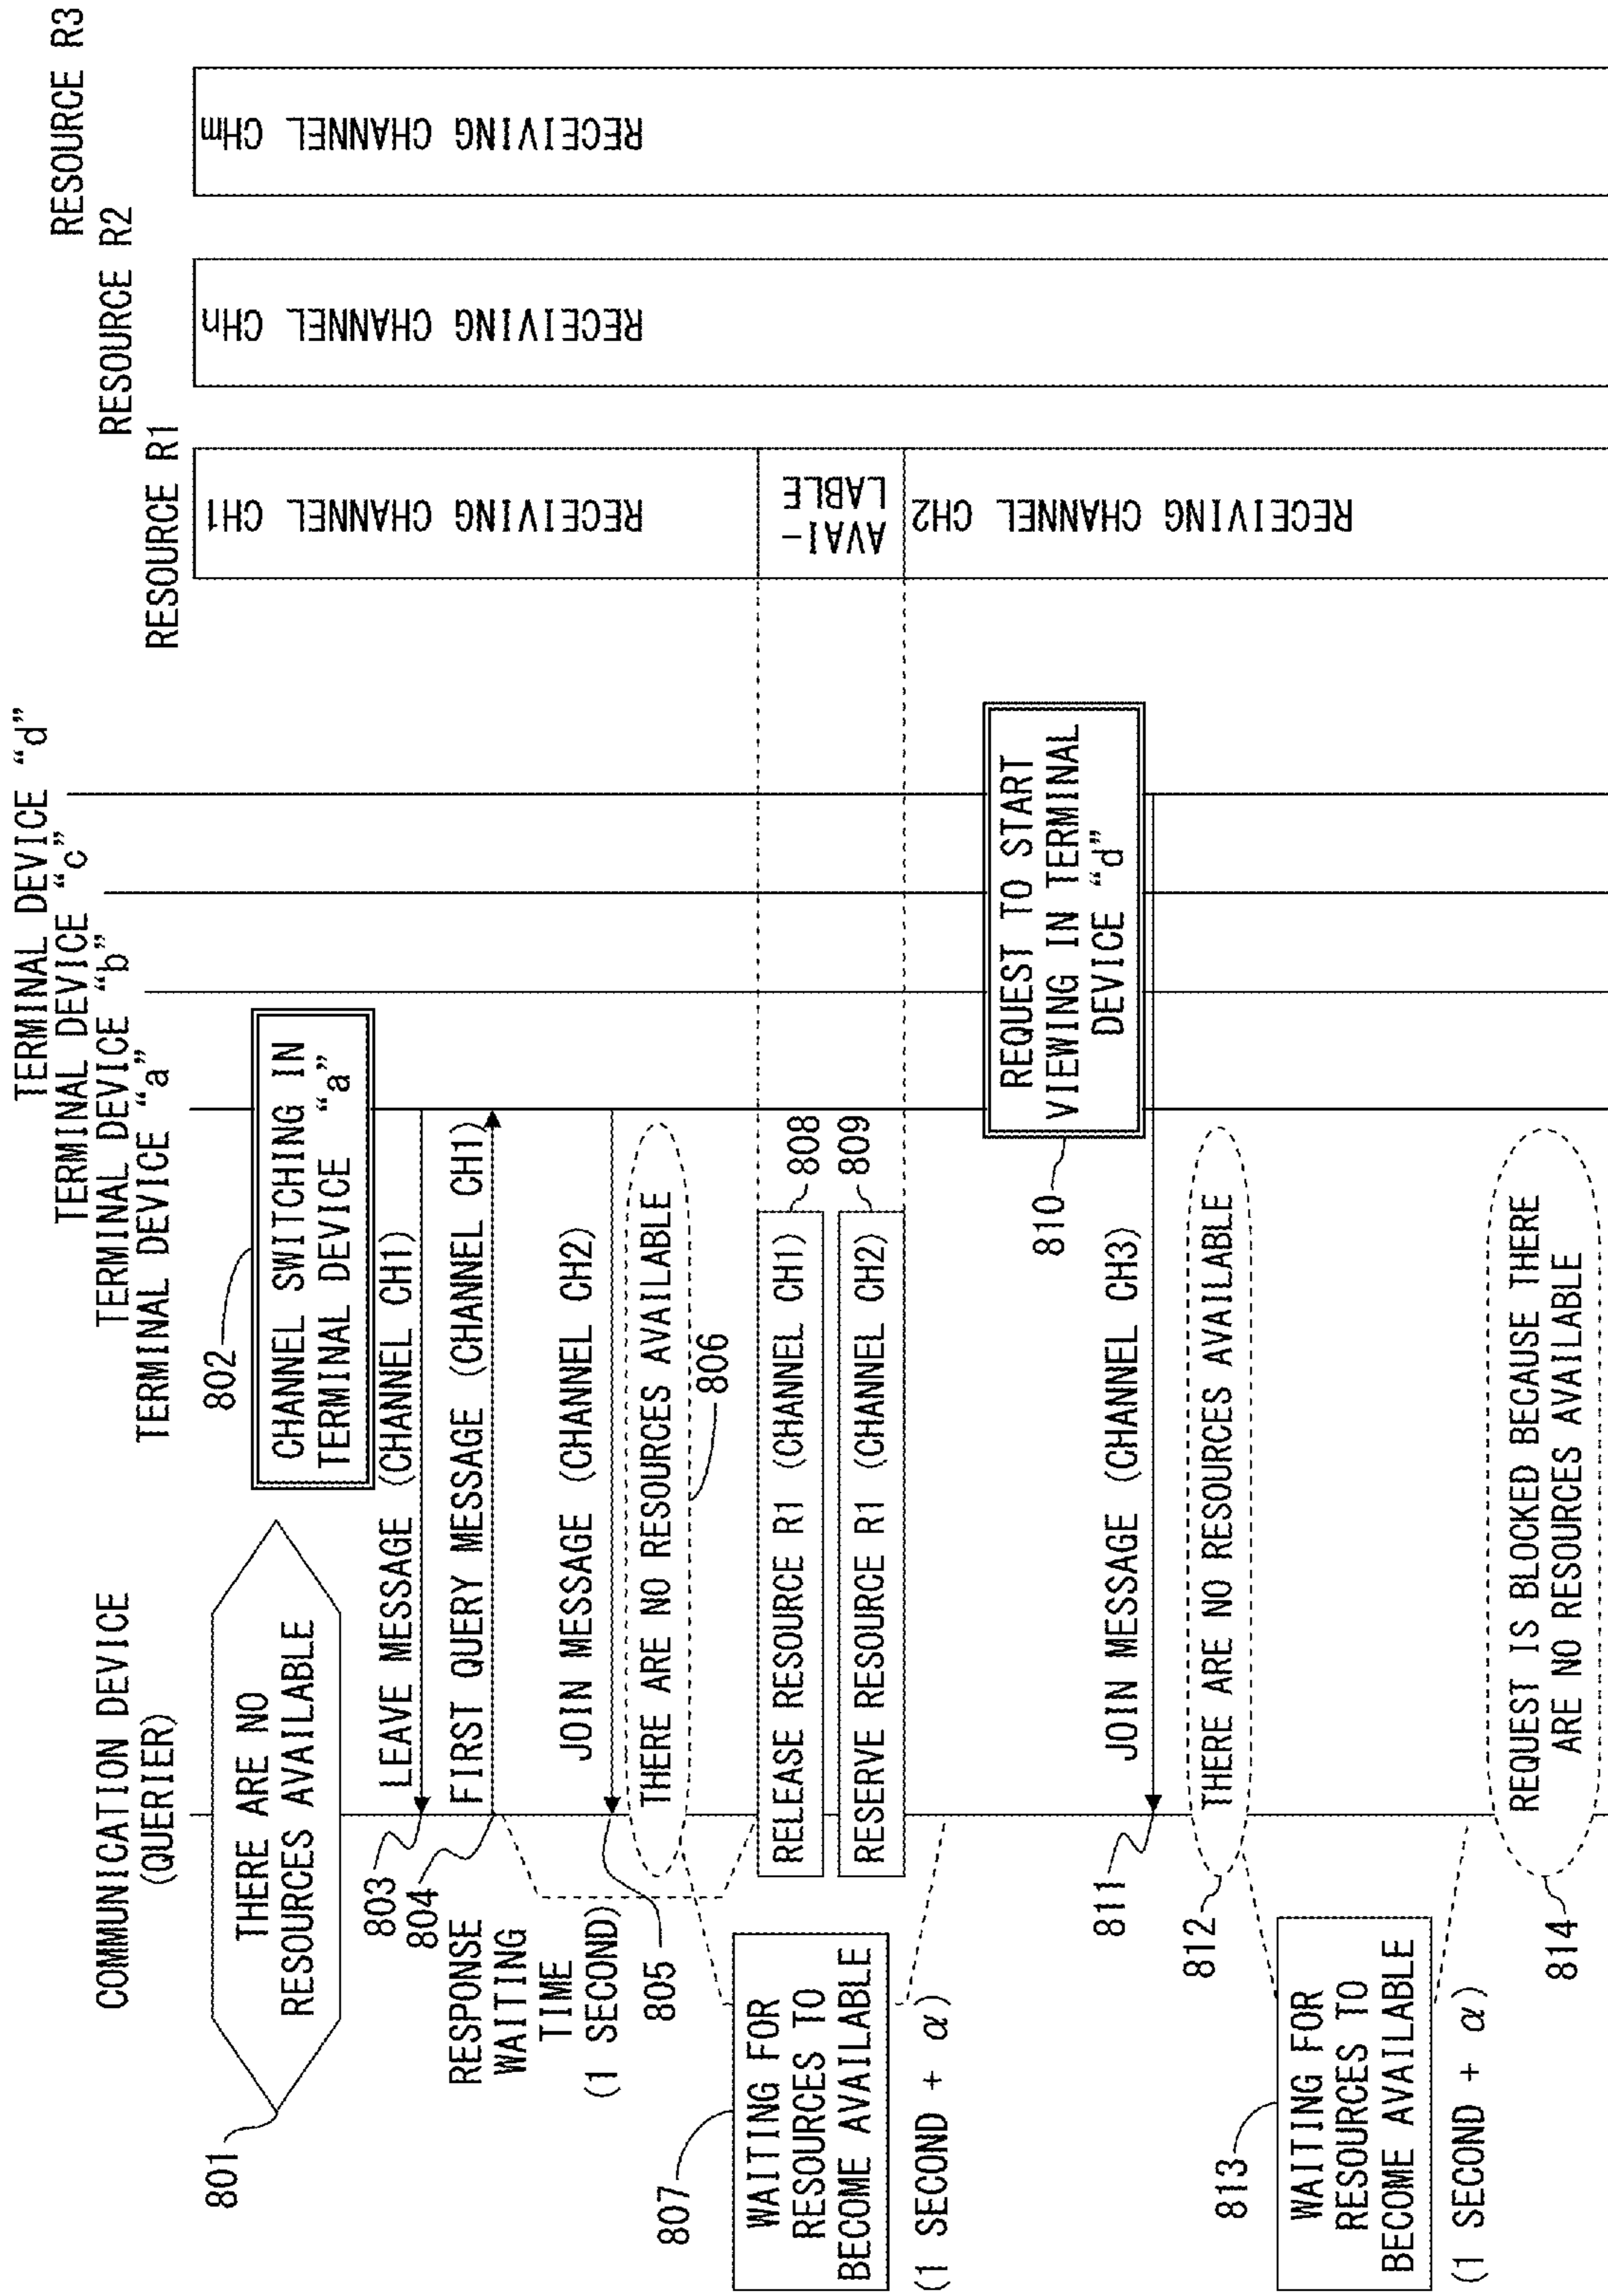 COMMUNICATION DEVICE
(QUERIER)
TERMINAL DEVICE “d”
TERMINAL DEVICE “c”
TERMINAL DEVICE “b”
TERMINAL DEVICE “a”
RESOURCE R1
RESOURCE R2
RESOURCE R3
801
THERE ARE NO
RESOURCES AVAILABLE
802
CHANNEL SWITCHING IN
TERMINAL DEVICE “a”
803
LEAVE MESSAGE (CHANNEL CH1)
804
FIRST QUERY MESSAGE (CHANNEL CH1)
RESPONSE
WAITING
TIME
(1 SECOND)
805
JOIN MESSAGE (CHANNEL CH2)
THERE ARE NO RESOURCES AVAILABLE
806
807
WAITING FOR
RESOURCES TO
BECOME AVAILABLE
(1 SECOND + α)
RELEASE RESOURCE R1 (CHANNEL CH1)
808
RESERVE RESOURCE R1 (CHANNEL CH2)
809
RECEIVING CHANNEL CH1
AVAI-
LABLE
RECEIVING CHANNEL CH2
RECEIVING CHANNEL CHn
RECEIVING CHANNEL CHm
810
REQUEST TO START
VIEWING IN TERMINAL
DEVICE “d”
811
JOIN MESSAGE (CHANNEL CH3)
812
THERE ARE NO RESOURCES AVAILABLE
813
WAITING FOR
RESOURCES TO
BECOME AVAILABLE
(1 SECOND + α)
814
REQUEST IS BLOCKED BECAUSE THERE
ARE NO RESOURCES AVAILABLE